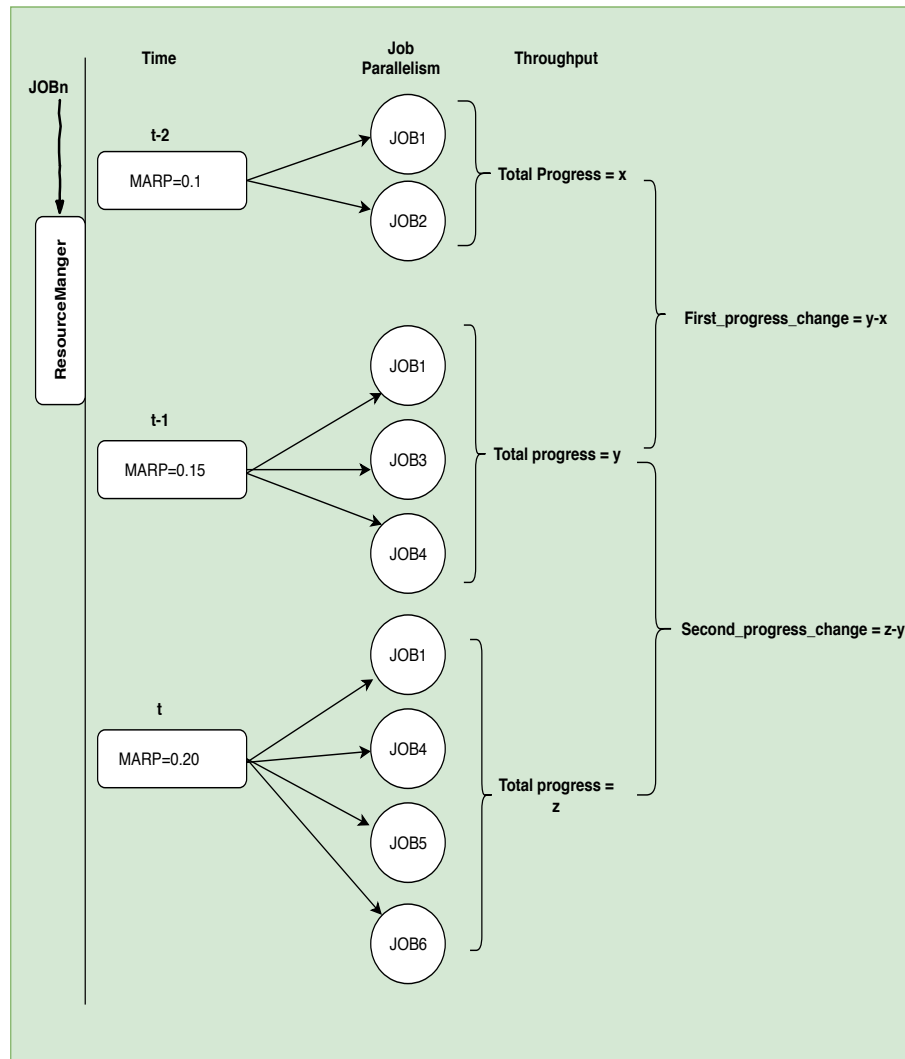 Time
Job
Parallelism
Throughput
JOBn
ResourceManger
t-2
MARP=0.1
JOB1
JOB2
Total Progress = x
First_progress_change = y-x
t-1
MARP=0.15
JOB1
JOB3
JOB4
Total progress = y
Second_progress_change = z-y
t
MARP=0.20
JOB1
JOB4
JOB5
JOB6
Total progress =
z